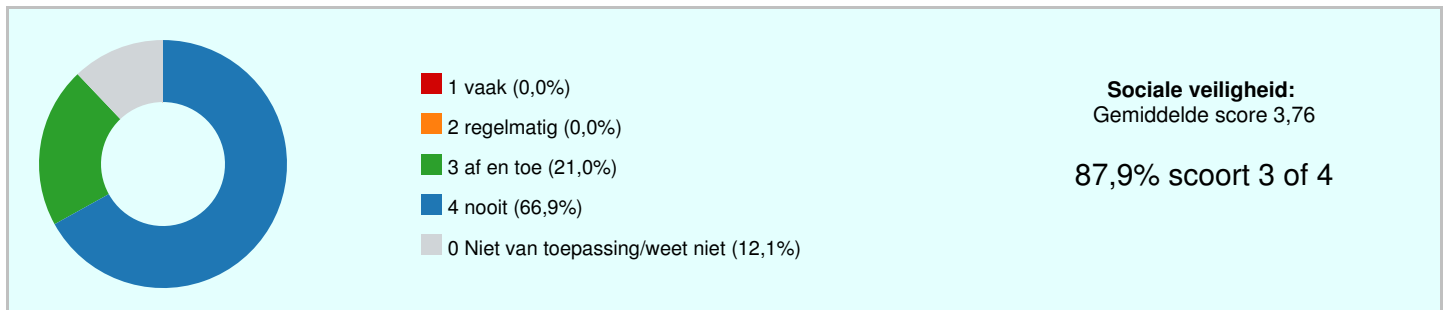 1 vaak (0,0%)
2 regelmatig (0,0%)
3 af en toe (21,0%)
4 nooit (66,9%)
0 Niet van toepassing/weet niet (12,1%)
Sociale veiligheid:
Gemiddelde score 3,76
87,9% scoort 3 of 4